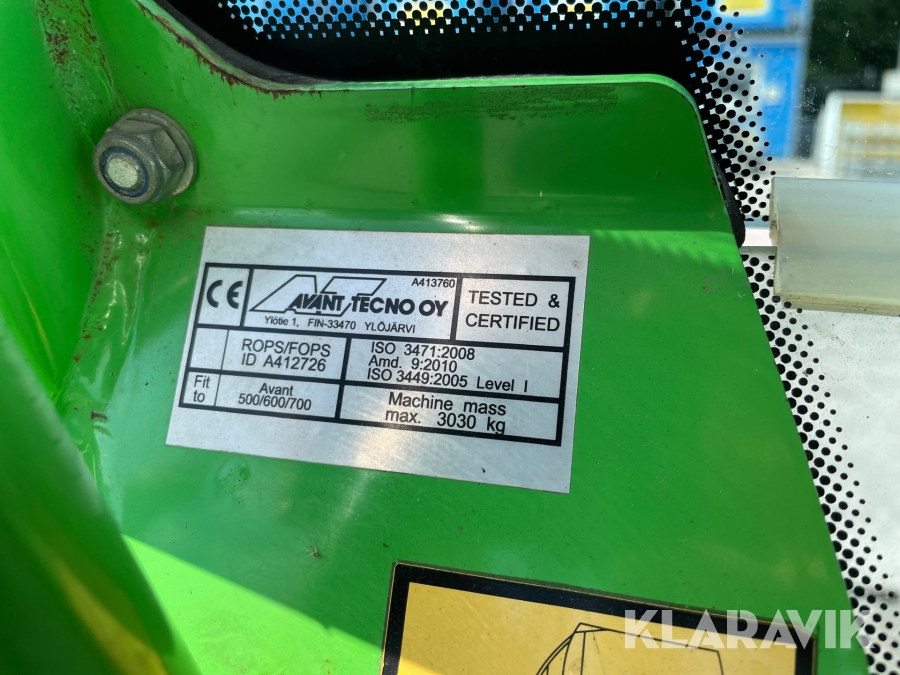 A413760
CE AVANT TECNO OY
Ylötie 1, FIN-33470 YLÖJÄRVI
TESTED &
CERTIFIED
ROPS/FOPS
ID A412726
ISO 3471:2008
Amd. 9:2010
ISO 3449:2005 Level I
Fit
to
Avant
500/600/700
Machine mass
max. 3030 kg
KLARAVIK